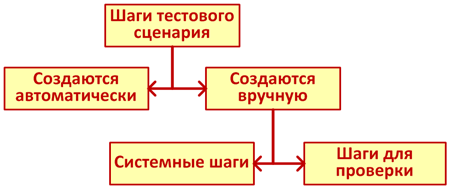 Шаги тестового
сценария
Создаются
автоматически
Создаются
вручную
Системные шаги
Шаги для
проверки